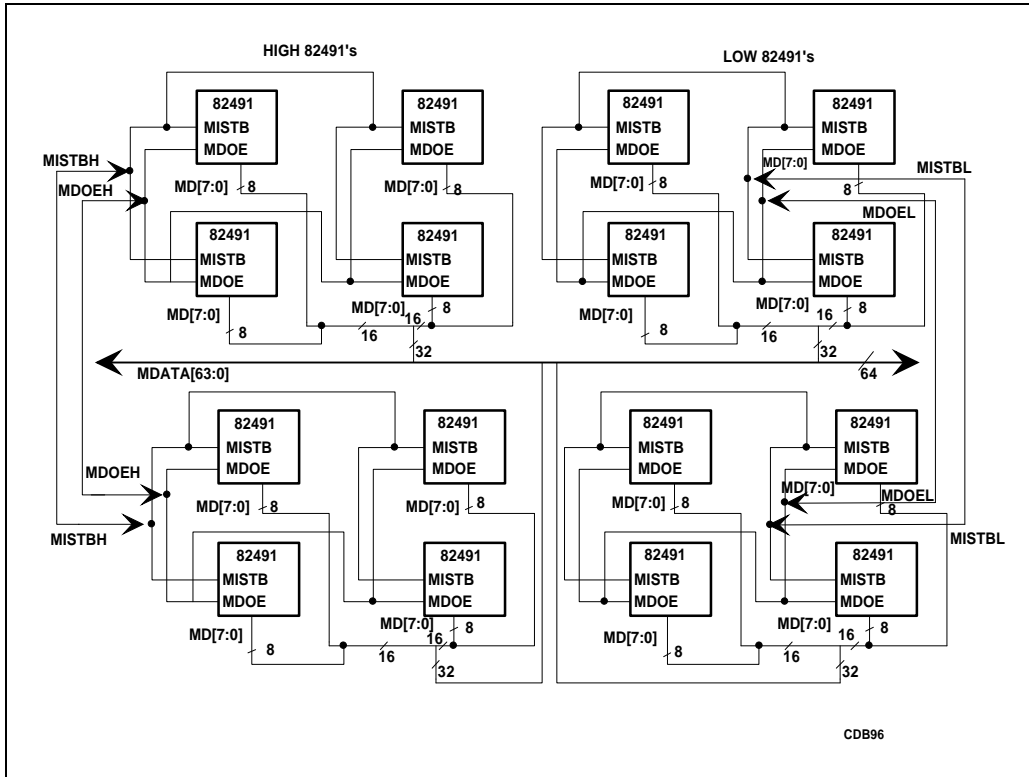 HIGH 82491's
LOW 82491's
82491
MISTB
MDOE
82491
MISTB
MDOE
82491
MISTB
MDOE
82491
MISTB
MDOE
MISTBH
MDOEH
MD[7:0]
8
MD[7:0]
8
MD[7:0]
8
MD[7:0]
8
MISTBL
MDOEL
82491
MISTB
MDOE
82491
MISTB
MDOE
82491
MISTB
MDOE
82491
MISTB
MDOE
MD[7:0]
8
16
MD[7:0]
16
8
32
MD[7:0]
8
16
MD[7:0]
16
8
32
MDATA[63:0]
64
82491
MISTB
MDOE
82491
MISTB
MDOE
82491
MISTB
MDOE
82491
MISTB
MDOE
MDOEH
MISTBH
MD[7:0]
8
MD[7:0]
8
MD[7:0]
8
MD[7:0]
8
MDOEL
MISTBL
82491
MISTB
MDOE
82491
MISTB
MDOE
82491
MISTB
MDOE
82491
MISTB
MDOE
MD[7:0]
8
16
MD[7:0]
16
8
32
MD[7:0]
8
16
MD[7:0]
16
8
32
CDB96